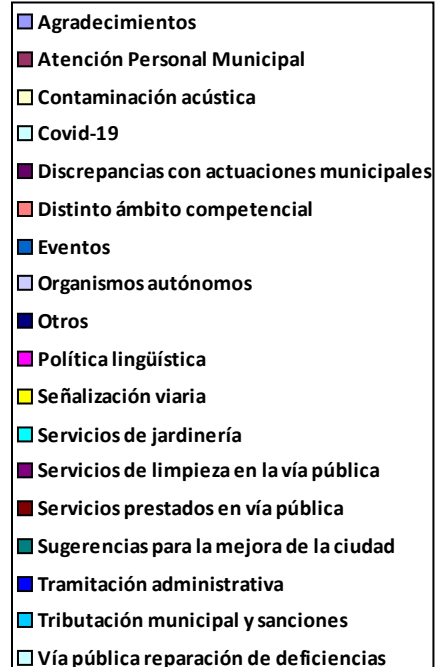 Agradecimientos
Atención Personal Municipal
Contaminación acústica
Covid-19
Discrepancias con actuaciones municipales
Distinto ámbito competencial
Eventos
Organismos autónomos
Otros
Política lingüística
Señalización viaria
Servicios de jardinería
Servicios de limpieza en la vía pública
Servicios prestados en vía pública
Sugerencias para la mejora de la ciudad
Tramitación administrativa
Tributación municipal y sanciones
Vía pública reparación de deficiencias